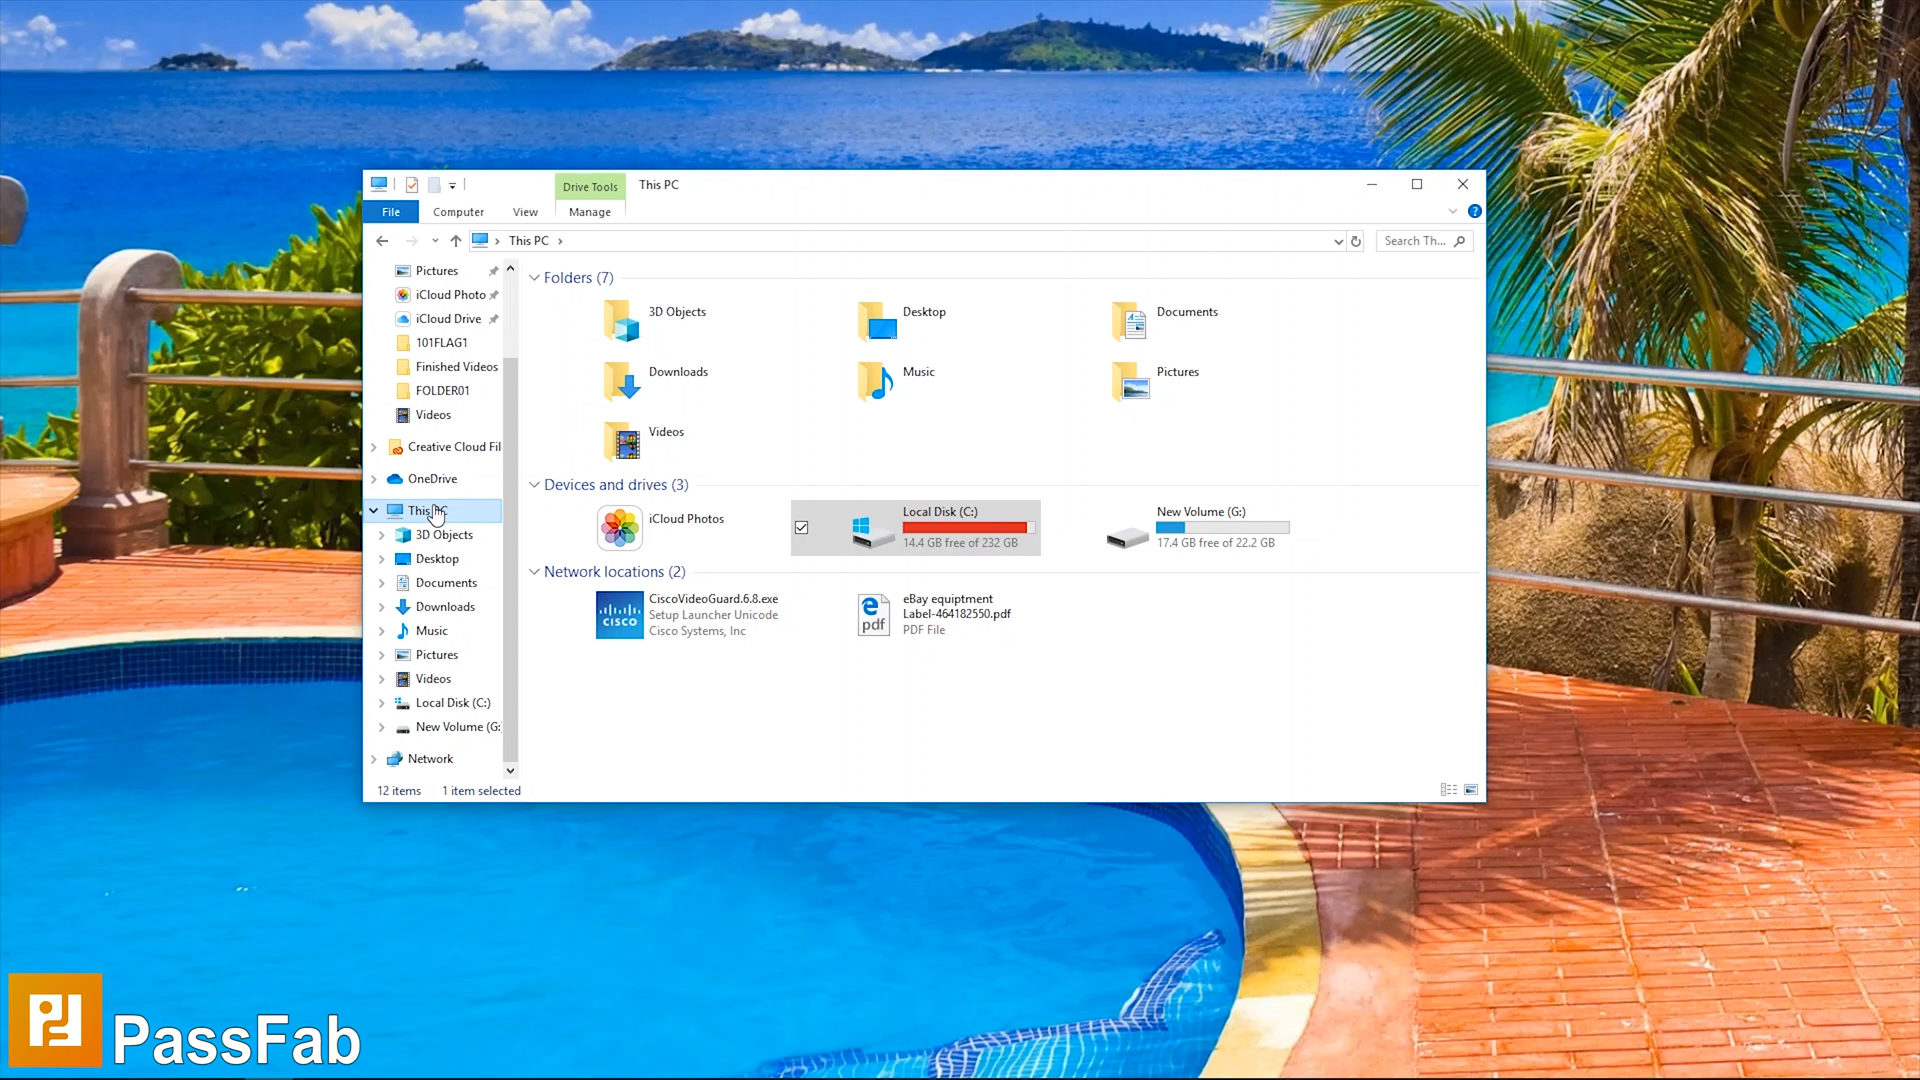 Drive Tools
This PC
File
Computer
View
Manage
This PC
Search Th...
Pictures
iCloud Photo
iCloud Drive
101FLAG1
Finished Videos
FOLDER01
Videos
Creative Cloud Fil
OneDrive
This PC
3D Objects
Desktop
Documents
Downloads
Music
Pictures
Videos
Local Disk (C:)
New Volume (G:
Network
Folders (7)
3D Objects
Desktop
Documents
Downloads
Music
Pictures
Videos
Devices and drives (3)
iCloud Photos
Local Disk (C:)
14.4 GB free of 232 GB
New Volume (G:)
17.4 GB free of 22.2 GB
Network locations (2)
CISCO
CiscoVideoGuard.6.8.exe
Setup Launcher Unicode
Cisco Systems, Inc
pdf
eBay equiptment
Label-464182550.pdf
PDF File
12 items
1 item selected
PassFab